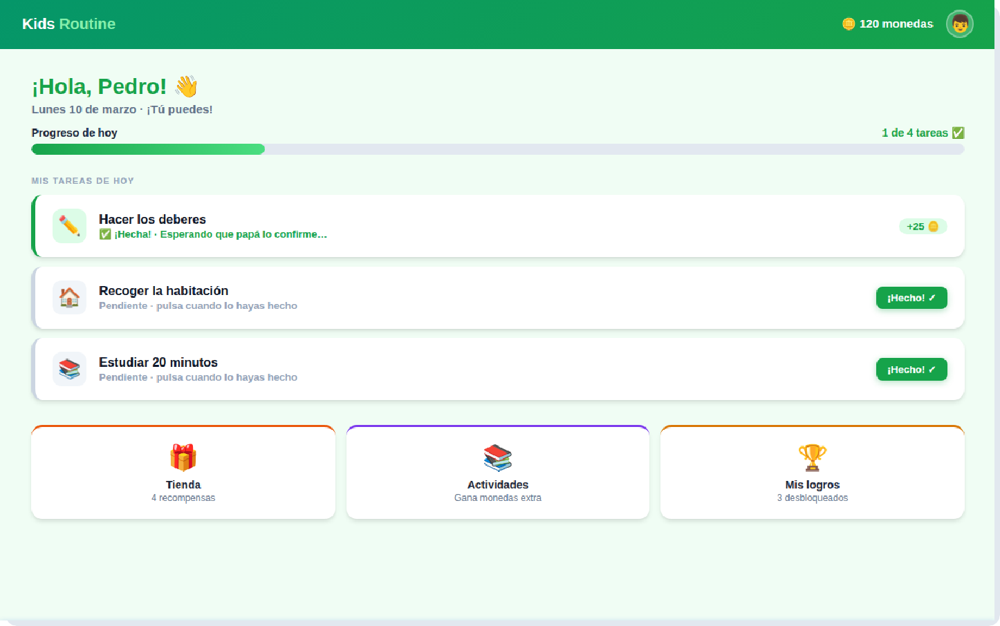 Kids Routine
🪙 120 monedas
¡Hola, Pedro! 👋
Lunes 10 de marzo · ¡Tú puedes!
Progreso de hoy
1 de 4 tareas ✅
MIS TAREAS DE HOY
Hacer los deberes
✅ ¡Hecha! · Esperando que papá lo confirme…
+25 🪙
Recoger la habitación
Pendiente · pulsa cuando lo hayas hecho
¡Hecho! ✓
Estudiar 20 minutos
Pendiente · pulsa cuando lo hayas hecho
¡Hecho! ✓
Tienda
4 recompensas
Actividades
Gana monedas extra
Mis logros
3 desbloqueados